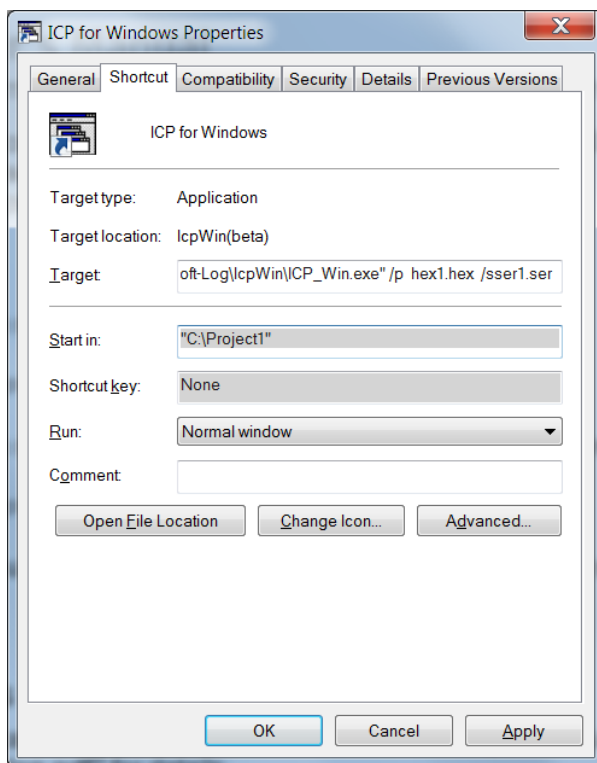 ICP for Windows Properties
X
General Shortcut Compatibility Security Details Previous Versions
ICP for Windows
Target type: Application
Target location: IcpWin(beta)
Target: oft-Log\IcpWin\ICP_Win.exe" /p hex1.hex /sser1.ser
Start in: "C:\Project1"
Shortcut key: None
Run: Normal window
Comment:
Open File Location Change Icon... Advanced...
OK Cancel Apply